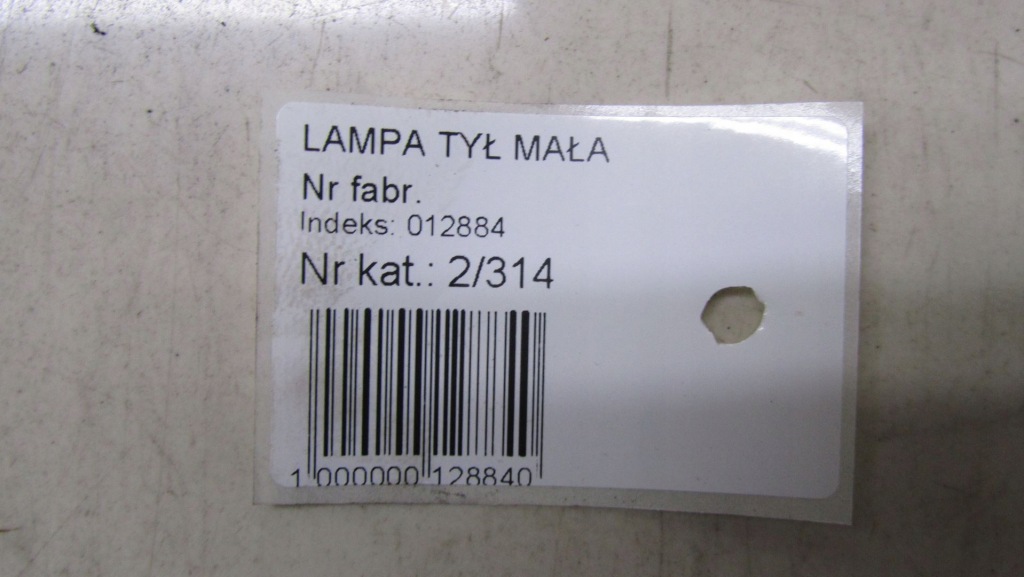 LAMPA TYŁ MAŁA
Nr fabr.
Indeks: 012884
Nr kat.: 2/314
1 000000 128840